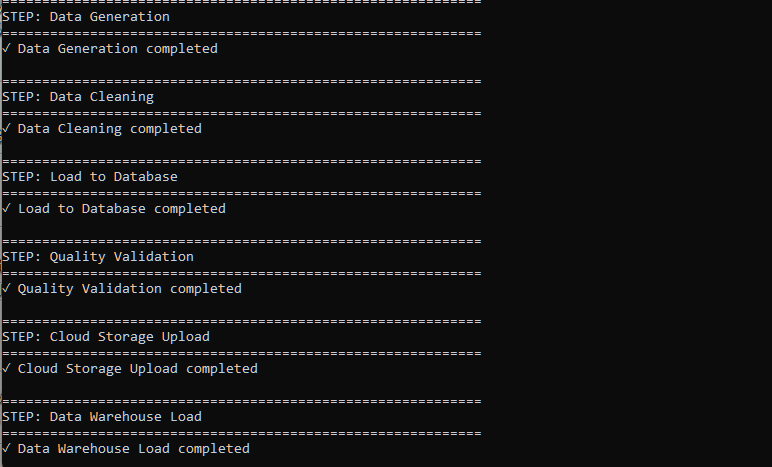 ============================================================
STEP: Data Generation
============================================================
✓ Data Generation completed
============================================================
STEP: Data Cleaning
============================================================
✓ Data Cleaning completed
============================================================
STEP: Load to Database
============================================================
✓ Load to Database completed
============================================================
STEP: Quality Validation
============================================================
✓ Quality Validation completed
============================================================
STEP: Cloud Storage Upload
============================================================
✓ Cloud Storage Upload completed
============================================================
STEP: Data Warehouse Load
============================================================
✓ Data Warehouse Load completed